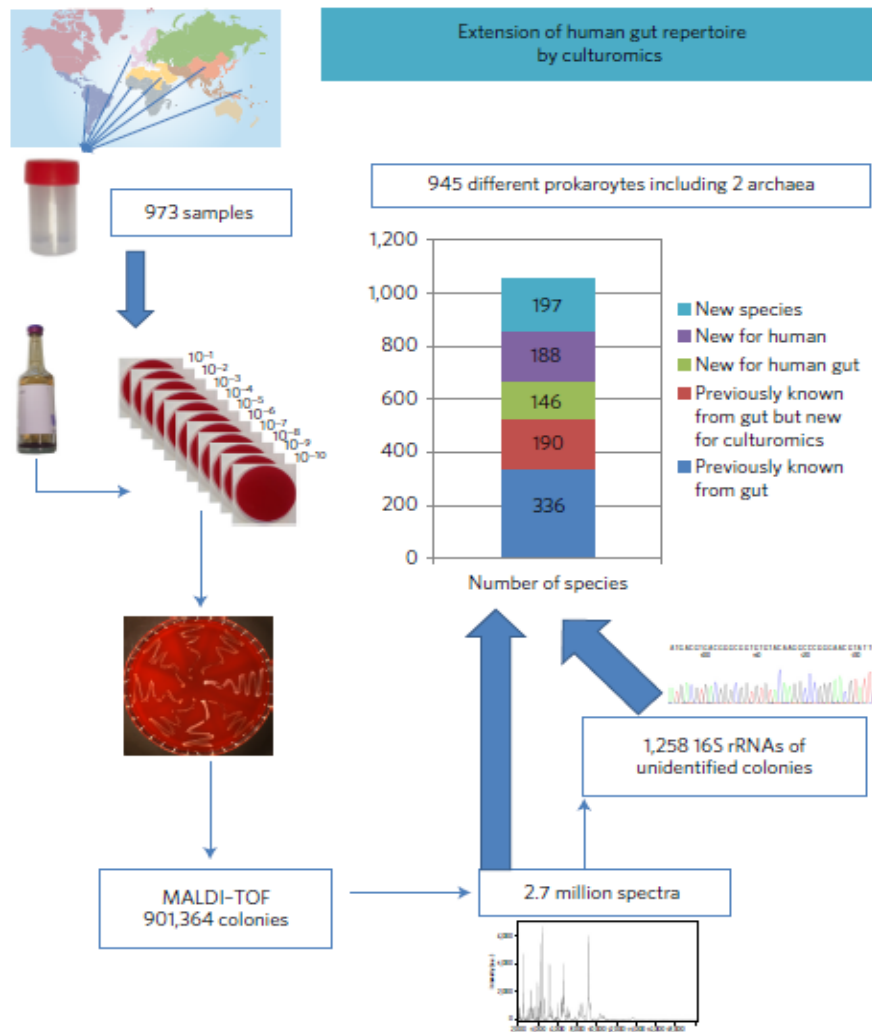 Extension of human gut repertoire
by culturomics
945 different prokaroytes including 2 archaea
973 samples
1,200
1,000
800
600
400
200
0
197
188
146
190
336
New species
New for human
New for human gut
Previously known
from gut but new
for culturomics
Previously known
from gut
Number of species
10⁻¹
10⁻²
10⁻³
10⁻⁴
10⁻⁵
10⁻⁶
10⁻⁷
10⁻⁸
10⁻⁹
10⁻¹⁰
1,258 16S rRNAs of
unidentified colonies
MALDI–TOF
901,364 colonies
2.7 million spectra